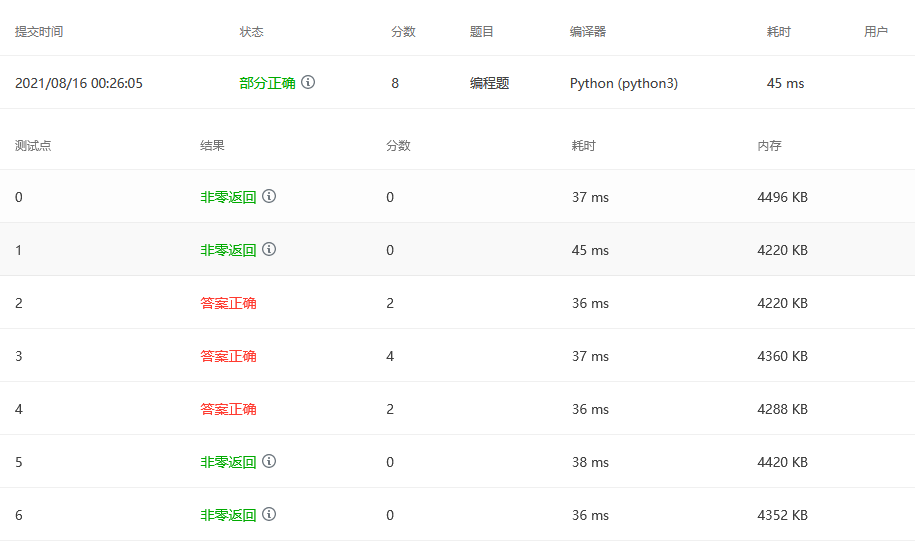 提交时间 状态 分数 题目 编译器 耗时 用户
2021/08/16 00:26:05 部分正确 8 编程题 Python (python3) 45 ms
测试点 结果 分数 耗时 内存
0 非零返回 0 37 ms 4496 KB
1 非零返回 0 45 ms 4220 KB
2 答案正确 2 36 ms 4220 KB
3 答案正确 4 37 ms 4360 KB
4 答案正确 2 36 ms 4288 KB
5 非零返回 0 38 ms 4420 KB
6 非零返回 0 36 ms 4352 KB